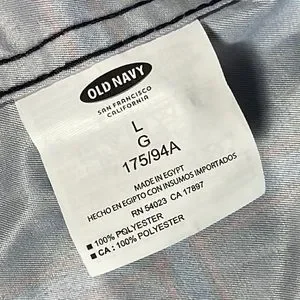 OLD NAVY
SAN FRANCISCO
CALIFORNIA
L
G
175/94A
MADE IN EGYPT
HECHO EN EGIPTO CON INSUMOS IMPORTADOS
RN 54023 CA 17897
■ 100% POLYESTER
■ CA : 100% POLYESTER